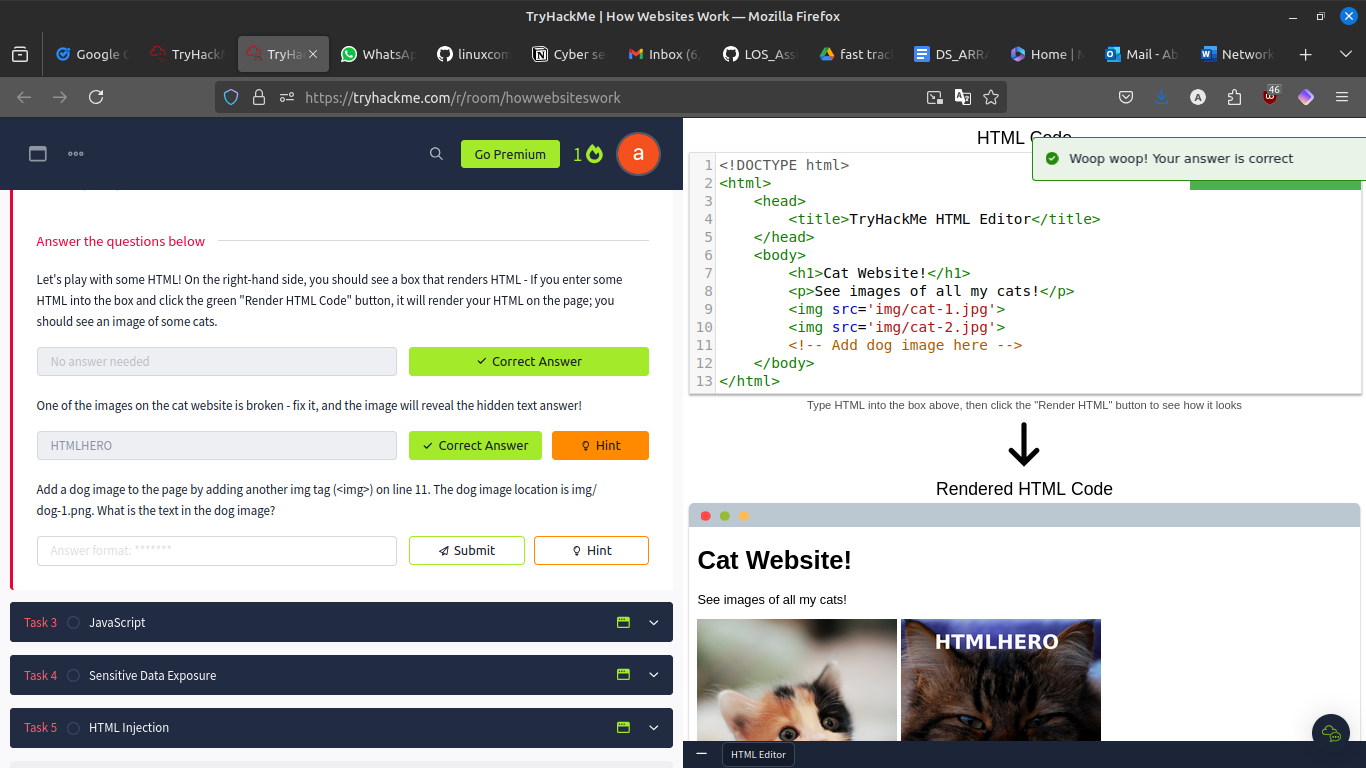 TryHackMe | How Websites Work — Mozilla Firefox
Google
TryHackM
TryHac
WhatsAp
linuxcom
Cyber se
Inbox (6,
LOS_Ass
fast trac
DS_ARRA
Home | M
Mail - Ab
Network
https://tryhackme.com/r/room/howwebsiteswork
A
46
Go Premium
1
a
Answer the questions below
Let's play with some HTML! On the right-hand side, you should see a box that renders HTML - If you enter some
HTML into the box and click the green "Render HTML Code" button, it will render your HTML on the page; you
should see an image of some cats.
No answer needed
Correct Answer
One of the images on the cat website is broken - fix it, and the image will reveal the hidden text answer!
HTMLHERO
Correct Answer
Hint
Add a dog image to the page by adding another img tag (<img>) on line 11. The dog image location is img/
dog-1.png. What is the text in the dog image?
Answer format: *******
Submit
Hint
Task 3 JavaScript
Task 4 Sensitive Data Exposure
Task 5 HTML Injection
HTML Code
Woop woop! Your answer is correct
1 <!DOCTYPE html>
2 <html>
3     <head>
4         <title>TryHackMe HTML Editor</title>
5     </head>
6     <body>
7         <h1>Cat Website!</h1>
8         <p>See images of all my cats!</p>
9         <img src='img/cat-1.jpg'>
10         <img src='img/cat-2.jpg'>
11         <!-- Add dog image here -->
12     </body>
13 </html>
Type HTML into the box above, then click the "Render HTML" button to see how it looks
Rendered HTML Code
Cat Website!
See images of all my cats!
HTMLHERO
HTML Editor